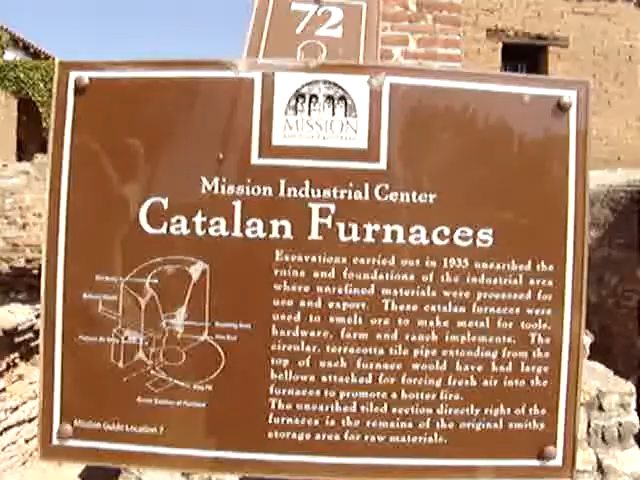 72
MISSION
Mission Industrial Center
Catalan Furnaces
Excavations carried out in 1935 unearthed the
ruins and foundations of the industrial area
where unrefined materials were processed for
use and export. These catalan furnaces were
used to smelt ore to make metal for tools,
hardware, farm and ranch implements. The
circular, terracotta tile pipe extending from the
top of each furnace would have had large
bellows attached for forcing fresh air into the
furnaces to promote a hotter fire.
The unearthed tiled section directly right of the
furnaces is the remains of the original smithy
storage area for raw materials.
Cross Section of Furnace
Mission Guide Location 7